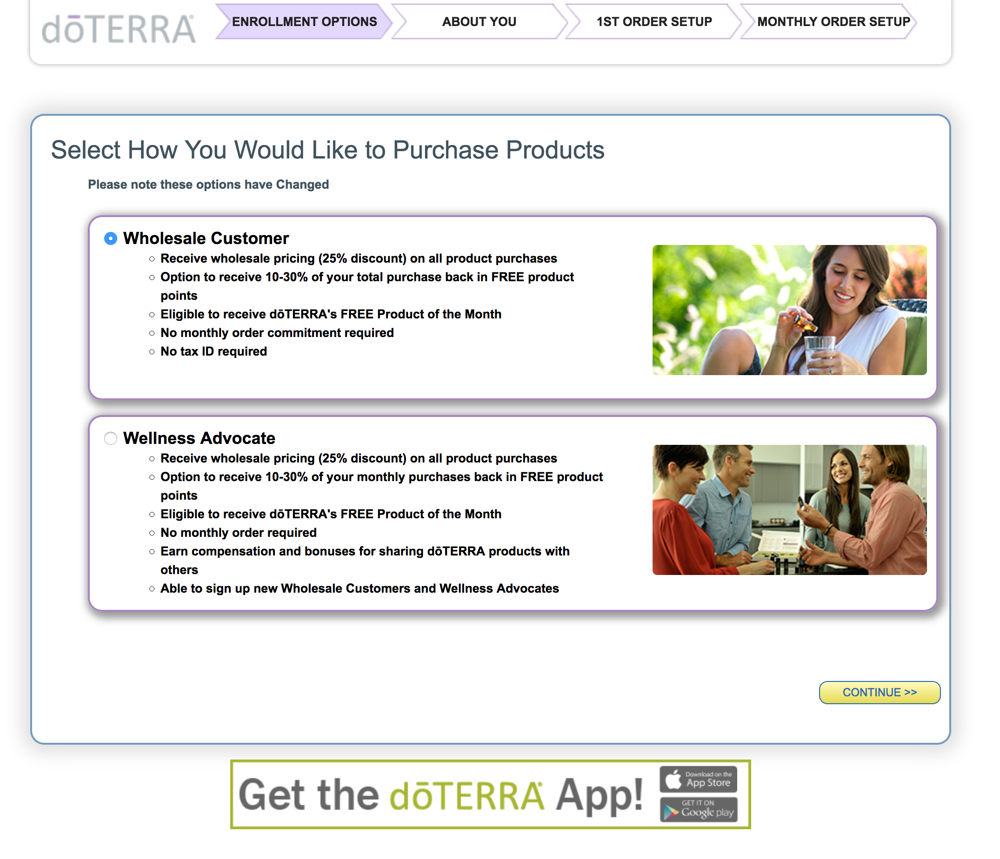 dōTERRA®
ENROLLMENT OPTIONS
ABOUT YOU
1ST ORDER SETUP
MONTHLY ORDER SETUP
Select How You Would Like to Purchase Products
Please note these options have Changed
Wholesale Customer
Receive wholesale pricing (25% discount) on all product purchases
Option to receive 10-30% of your total purchase back in FREE product
points
Eligible to receive dōTERRA's FREE Product of the Month
No monthly order commitment required
No tax ID required
Wellness Advocate
Receive wholesale pricing (25% discount) on all product purchases
Option to receive 10-30% of your monthly purchases back in FREE product
points
Eligible to receive dōTERRA's FREE Product of the Month
No monthly order required
Earn compensation and bonuses for sharing dōTERRA products with
others
Able to sign up new Wholesale Customers and Wellness Advocates
CONTINUE >>
Get the dōTERRA® App!
Download on the
App Store
GET IT ON
Google play